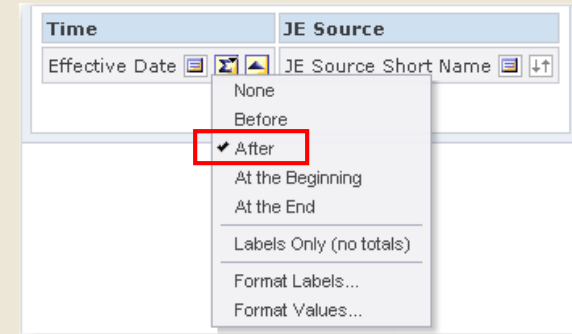 Time JE Source
Effective Date JE Source Short Name
None
Before
After
At the Beginning
At the End
Labels Only (no totals)
Format Labels...
Format Values...